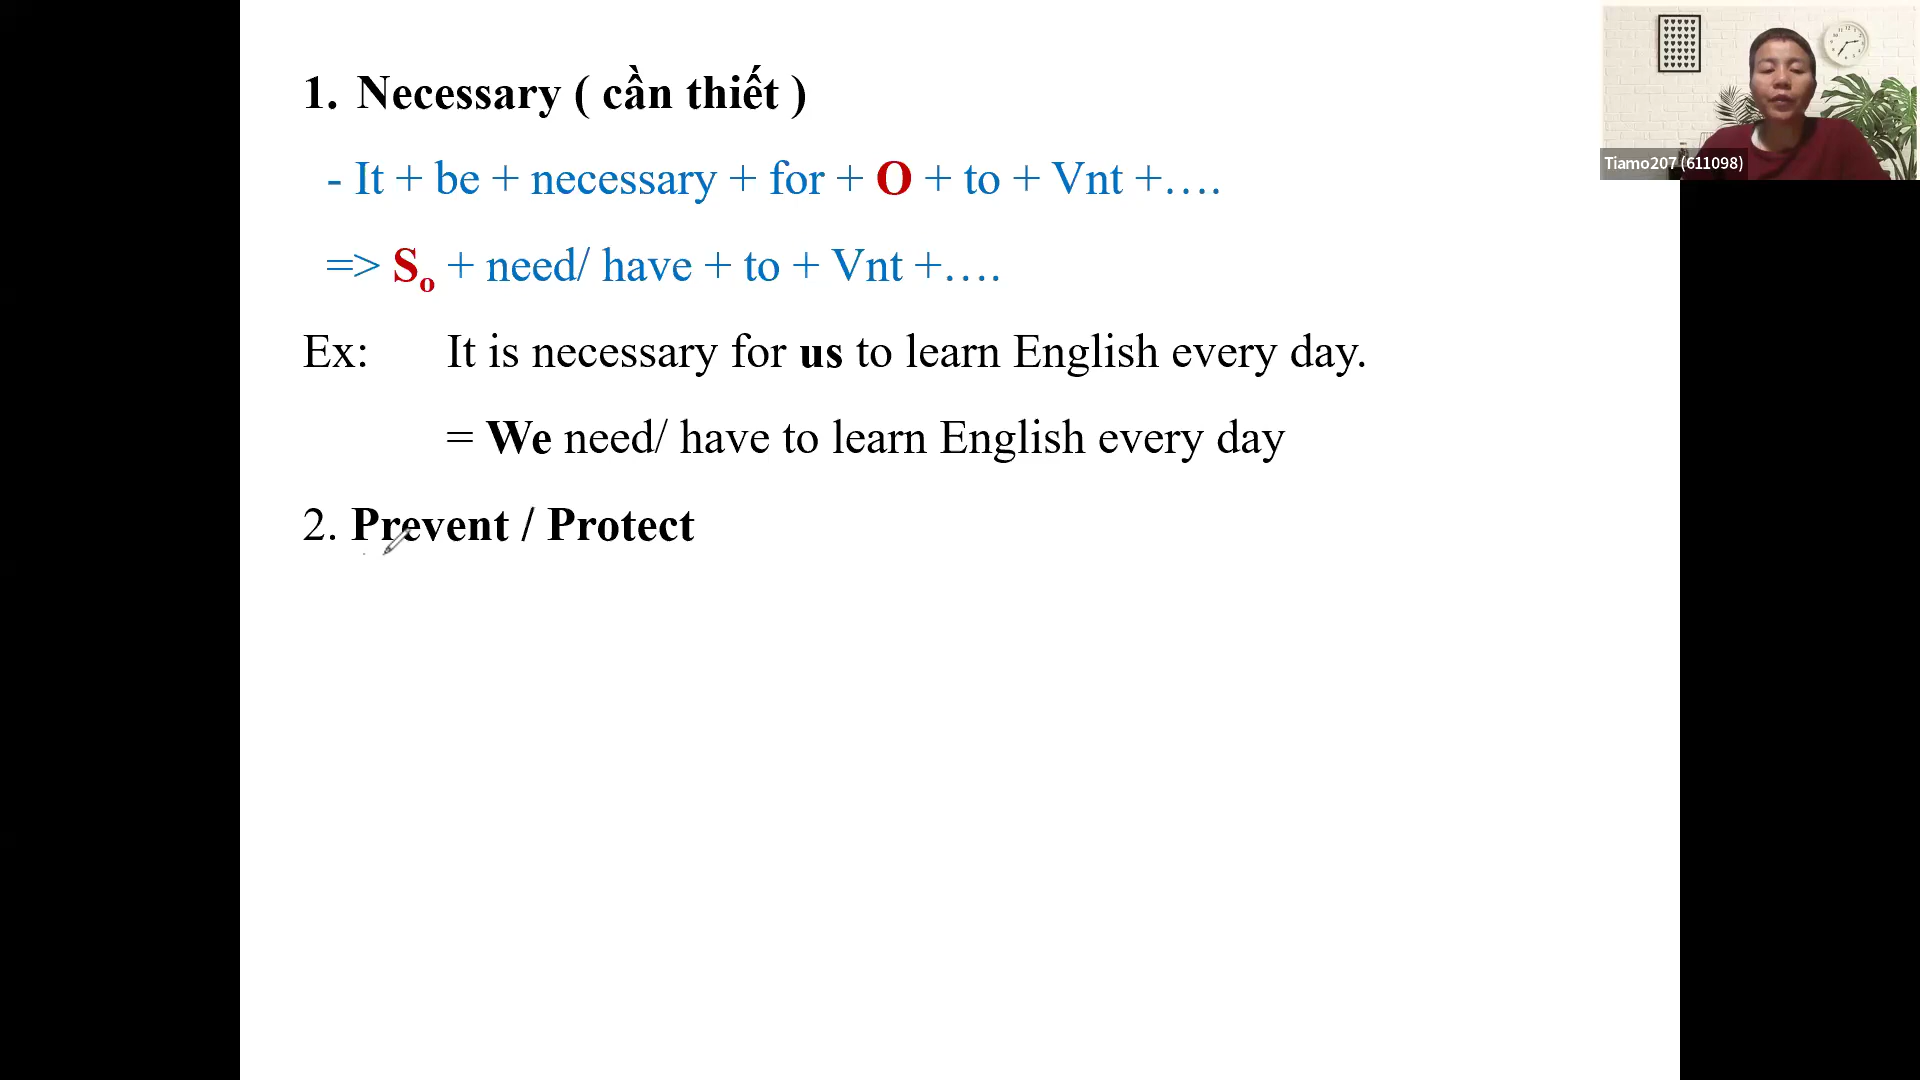 1. Necessary ( cần thiết )
- It + be + necessary + for + O + to + Vnt +….
=> So + need/ have + to + Vnt +….
Ex: It is necessary for us to learn English every day.
= We need/ have to learn English every day
2. Prevent / Protect
Tiamo207 (611098)